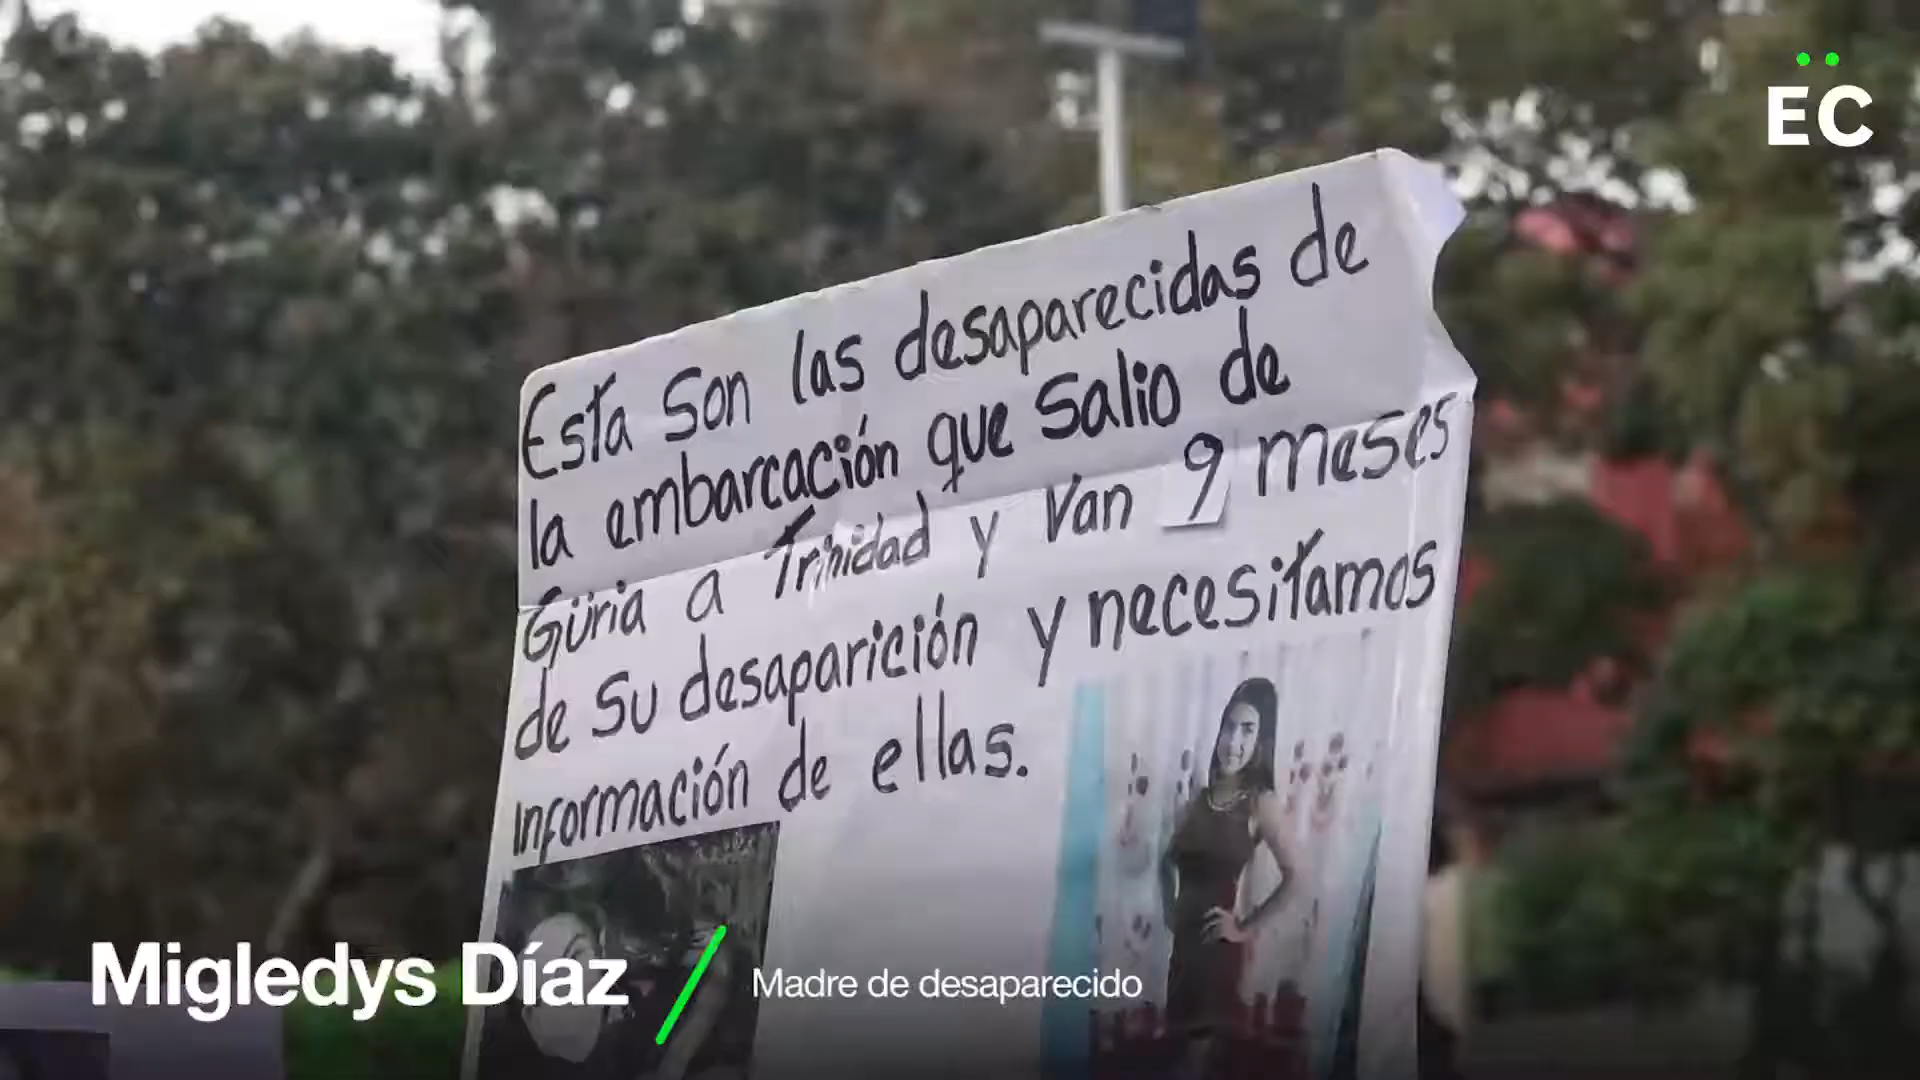 EC
Esta son las desaparecidas de
la embarcación que salio de
Güria a Trinidad y Van 9 meses
de su desaparición y necesitamos
información de ellas.
Migledys Díaz
Madre de desaparecido